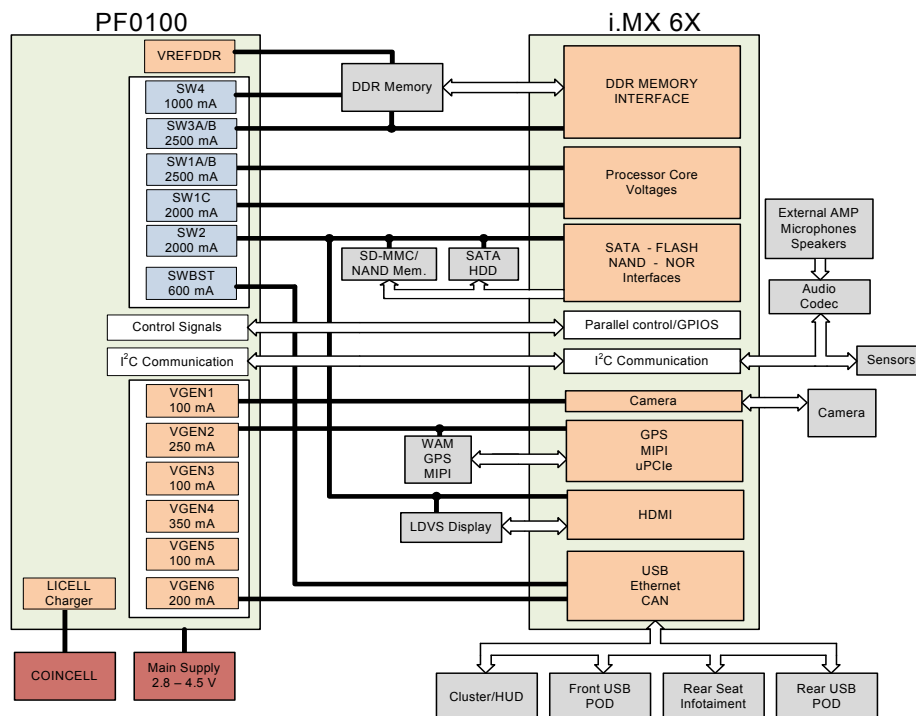 PF0100
i.MX 6X
VREFDDR
SW4
1000 mA
SW3A/B
2500 mA
SW1A/B
2500 mA
SW1C
2000 mA
SW2
2000 mA
SWBST
600 mA
Control Signals
I²C Communication
VGEN1
100 mA
VGEN2
250 mA
VGEN3
100 mA
VGEN4
350 mA
VGEN5
100 mA
VGEN6
200 mA
LICELL
Charger
COINCELL
Main Supply
2.8 – 4.5 V
DDR Memory
SD-MMC/
NAND Mem.
SATA
HDD
WAM
GPS
MIPI
LDVS Display
DDR MEMORY
INTERFACE
Processor Core
Voltages
SATA - FLASH
NAND - NOR
Interfaces
Parallel control/GPIOS
I²C Communication
Camera
GPS
MIPI
uPCIe
HDMI
USB
Ethernet
CAN
External AMP
Microphones
Speakers
Audio
Codec
Sensors
Camera
Cluster/HUD
Front USB
POD
Rear Seat
Infotaiment
Rear USB
POD